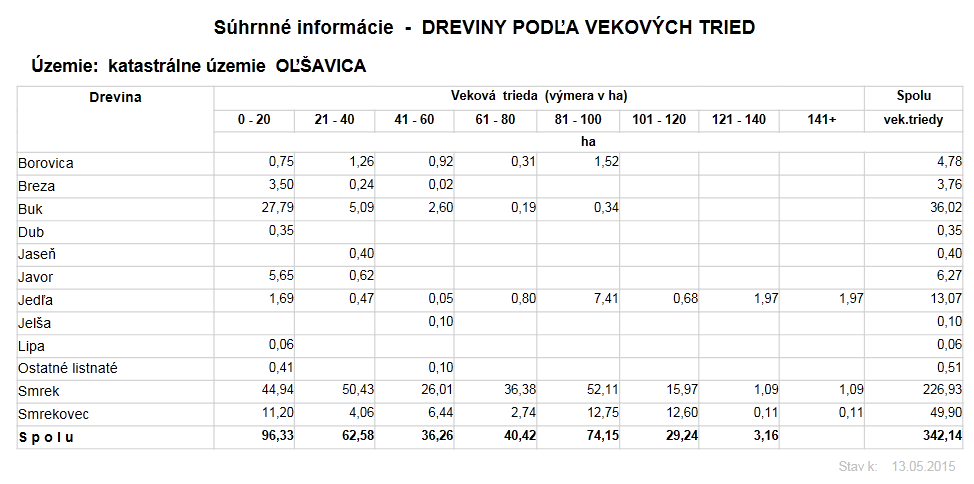 Súhrnné informácie - DREVINY PODĽA VEKOVÝCH TRIED
Územie: katastrálne územie OĽŠAVICA
Drevina Veková trieda (výmera v ha) Spolu
0 - 20 21 - 40 41 - 60 61 - 80 81 - 100 101 - 120 121 - 140 141+ vek.triedy
ha
Borovica 0,75 1,26 0,92 0,31 1,52 4,78
Breza 3,50 0,24 0,02 3,76
Buk 27,79 5,09 2,60 0,19 0,34 36,02
Dub 0,35 0,35
Jaseň 0,40 0,40
Javor 5,65 0,62 6,27
Jedľa 1,69 0,47 0,05 0,80 7,41 0,68 1,97 1,97 13,07
Jelša 0,10 0,10
Lipa 0,06 0,06
Ostatné listnaté 0,41 0,10 0,51
Smrek 44,94 50,43 26,01 36,38 52,11 15,97 1,09 1,09 226,93
Smrekovec 11,20 4,06 6,44 2,74 12,75 12,60 0,11 0,11 49,90
S p o l u 96,33 62,58 36,26 40,42 74,15 29,24 3,16 342,14
Stav k: 13.05.2015